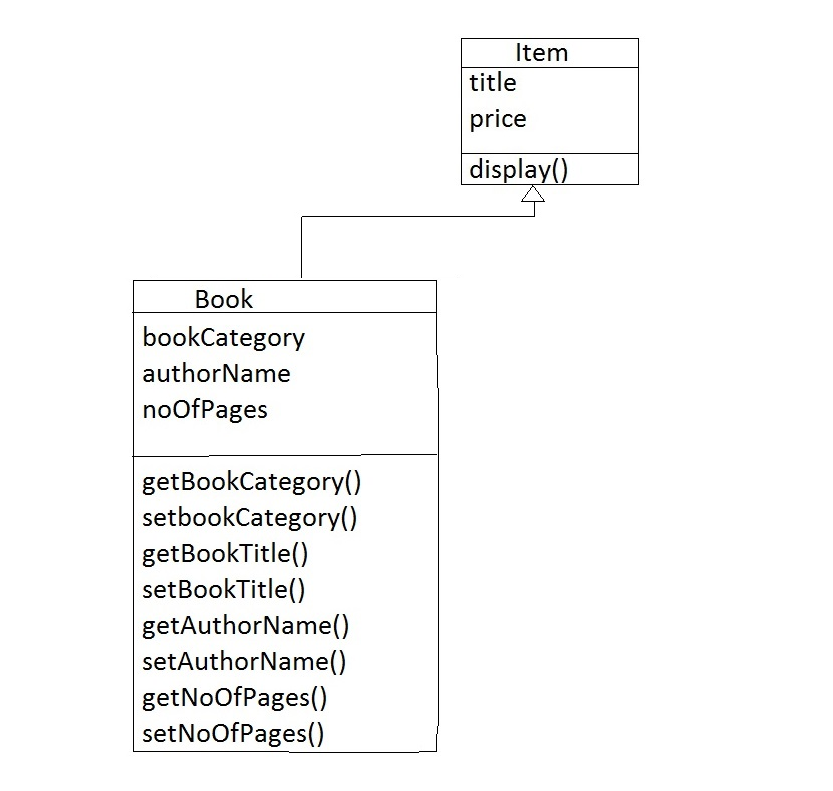 Item
title
price
display()
Book
bookCategory
authorName
noOfPages
getBookCategory()
setbookCategory()
getBookTitle()
setBookTitle()
getAuthorName()
setAuthorName()
getNoOfPages()
setNoOfPages()